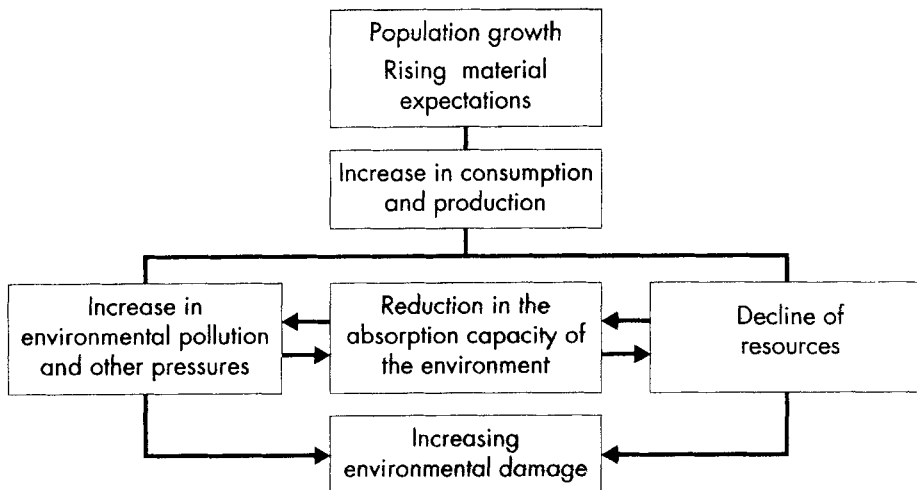 Population growth
Rising material
expectations
Increase in consumption
and production
Increase in
environmental pollution
and other pressures
Reduction in the
absorption capacity of
the environment
Decline of
resources
Increasing
environmental damage